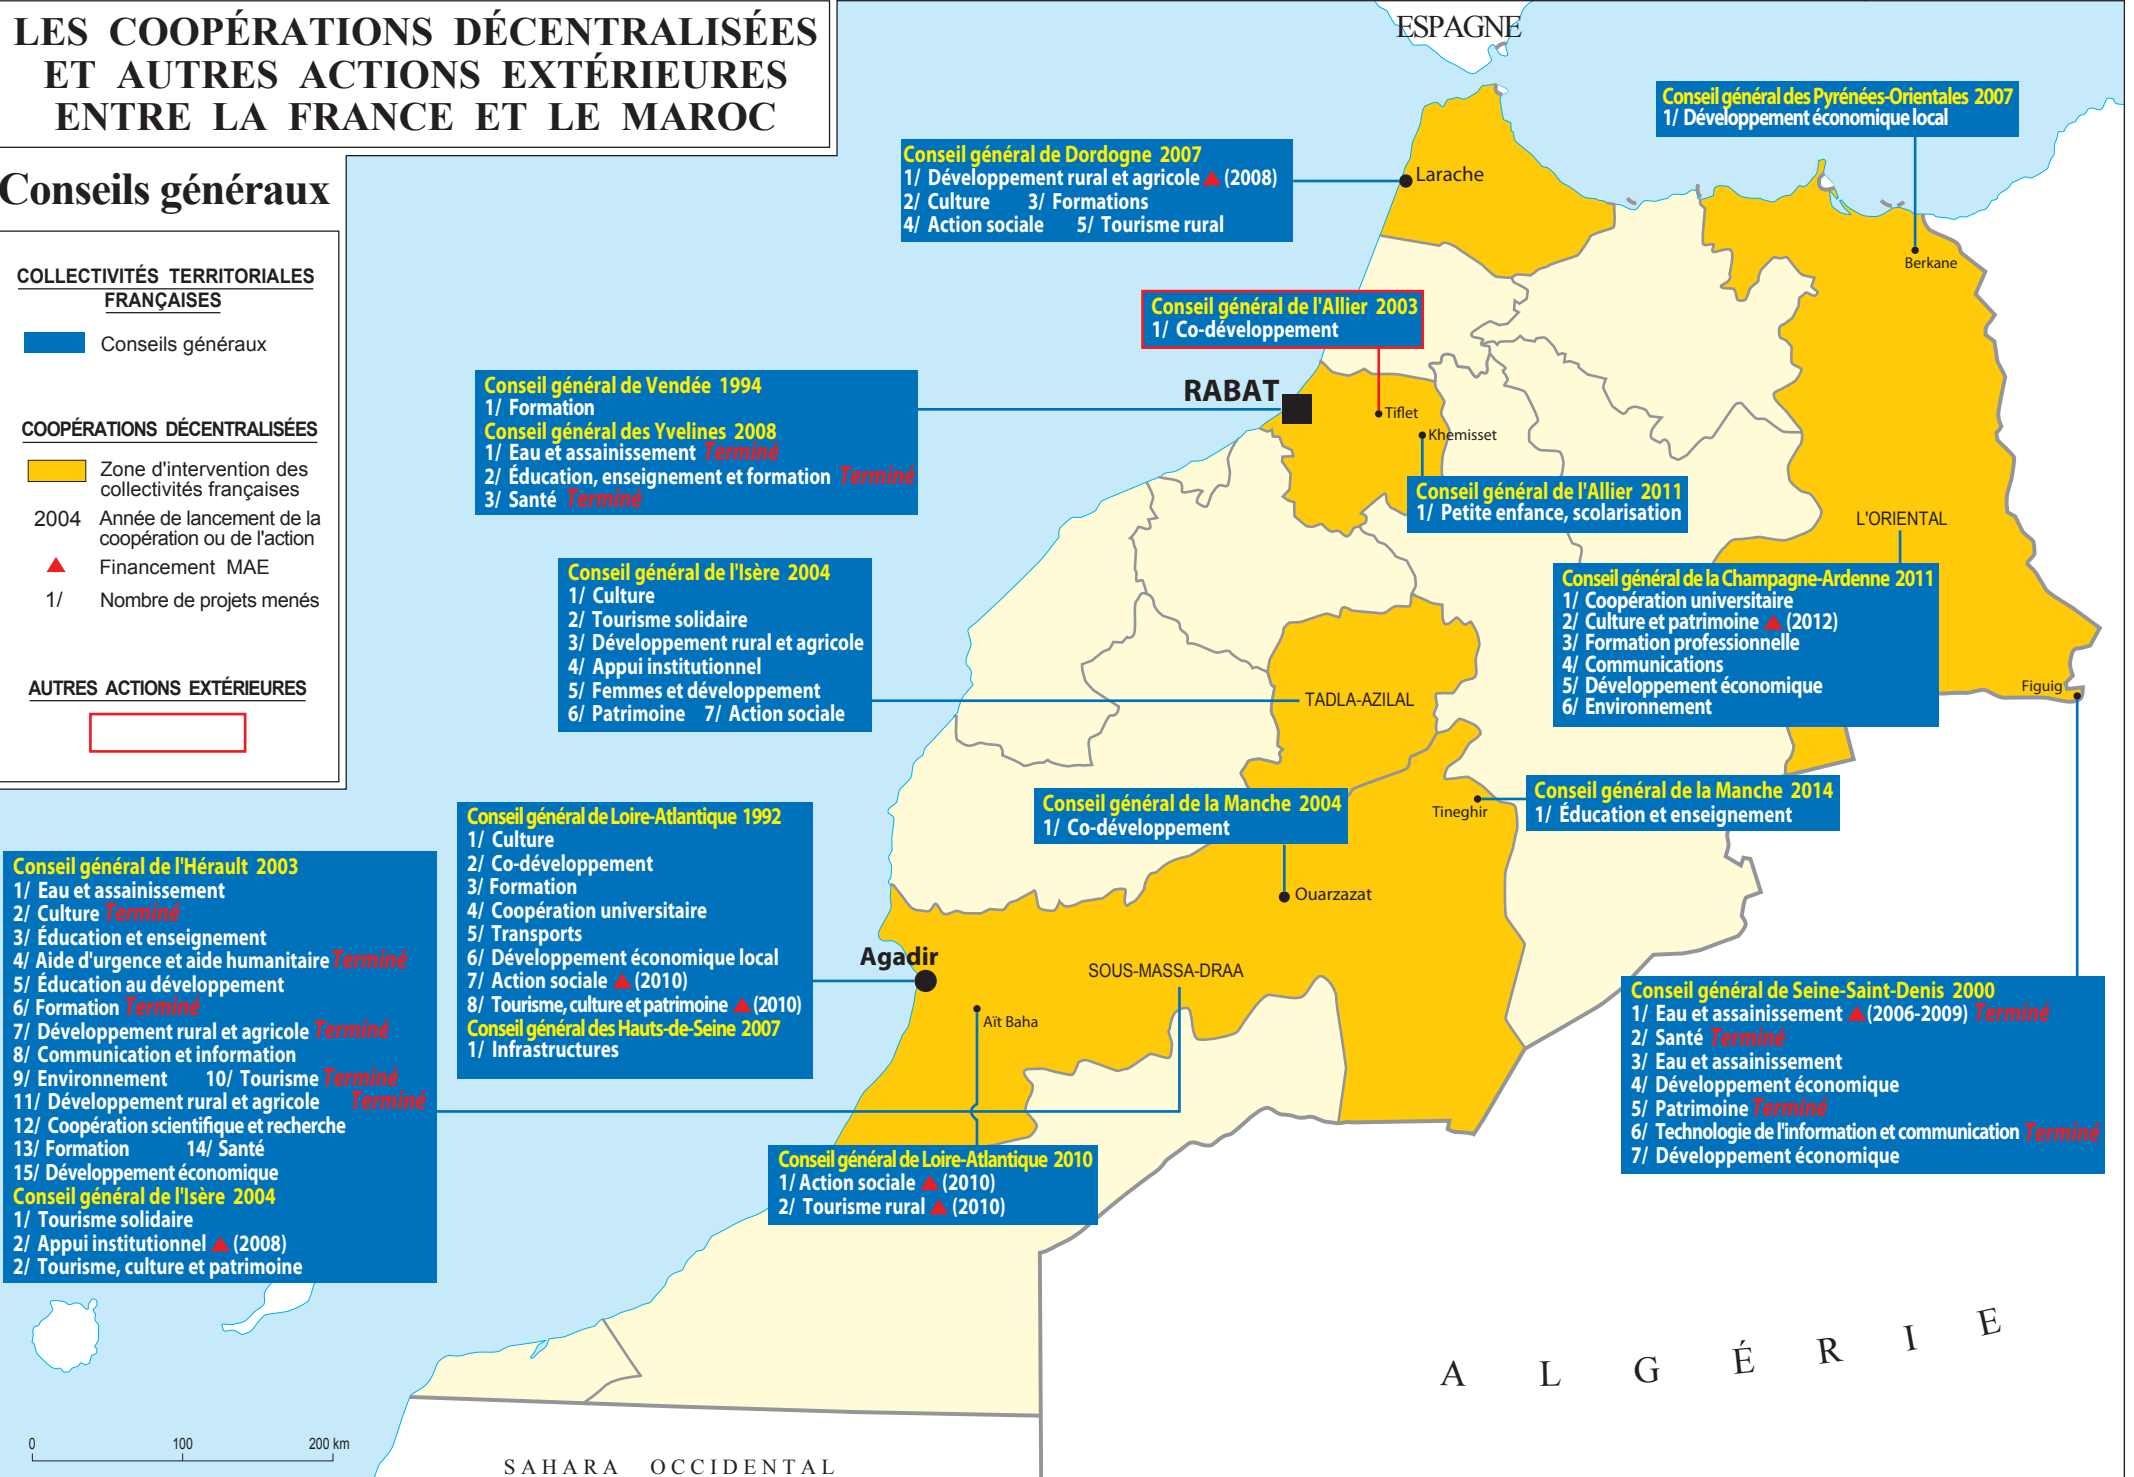 LES COOPÉRATIONS DÉCENTRALISÉES
ET AUTRES ACTIONS EXTÉRIEURES
ENTRE LA FRANCE ET LE MAROC
Conseils généraux
COLLECTIVITÉS TERRITORIALES
FRANÇAISES
Conseils généraux
COOPÉRATIONS DÉCENTRALISÉES
Zone d'intervention des
collectivités françaises
2004 Année de lancement de la
coopération ou de l'action
Financement MAE
1/ Nombre de projets menés
AUTRES ACTIONS EXTÉRIEURES
ESPAGNE
Conseil général des Pyrénées-Orientales 2007
1/ Développement économique local
Berkane
Conseil général de Dordogne 2007
1/ Développement rural et agricole ▲ (2008)
2/ Culture 3/ Formations
4/ Action sociale 5/ Tourisme rural
Larache
Conseil général de l'Allier 2003
1/ Co-développement
Tiflet
Conseil général de Vendée 1994
1/ Formation
Conseil général des Yvelines 2008
1/ Eau et assainissement Terminé
2/ Éducation, enseignement et formation Terminé
3/ Santé Terminé
RABAT
Khemisset
Conseil général de l'Allier 2011
1/ Petite enfance, scolarisation
L'ORIENTAL
Conseil général de la Champagne-Ardenne 2011
1/ Coopération universitaire
2/ Culture et patrimoine ▲ (2012)
3/ Formation professionnelle
4/ Communications
5/ Développement économique
6/ Environnement
Figuig
Conseil général de l'Isère 2004
1/ Culture
2/ Tourisme solidaire
3/ Développement rural et agricole
4/ Appui institutionnel
5/ Femmes et développement
6/ Patrimoine 7/ Action sociale
TADLA-AZILAL
Conseil général de la Manche 2004
1/ Co-développement
Ouarzazat
Tineghir
Conseil général de la Manche 2014
1/ Éducation et enseignement
Conseil général de Loire-Atlantique 1992
1/ Culture
2/ Co-développement
3/ Formation
4/ Coopération universitaire
5/ Transports
6/ Développement économique local
7/ Action sociale ▲ (2010)
8/ Tourisme, culture et patrimoine ▲ (2010)
Conseil général des Hauts-de-Seine 2007
1/ Infrastructures
Agadir
Aït Baha
SOUS-MASSA-DRAA
Conseil général de l'Hérault 2003
1/ Eau et assainissement
2/ Culture Terminé
3/ Éducation et enseignement
4/ Aide d'urgence et aide humanitaire Terminé
5/ Éducation au développement
6/ Formation Terminé
7/ Développement rural et agricole Terminé
8/ Communication et information
9/ Environnement 10/ Tourisme Terminé
11/ Développement rural et agricole Terminé
12/ Coopération scientifique et recherche
13/ Formation 14/ Santé
15/ Développement économique
Conseil général de l'Isère 2004
1/ Tourisme solidaire
2/ Appui institutionnel ▲ (2008)
2/ Tourisme, culture et patrimoine
Conseil général de Loire-Atlantique 2010
1/ Action sociale ▲ (2010)
2/ Tourisme rural ▲ (2010)
Conseil général de Seine-Saint-Denis 2000
1/ Eau et assainissement ▲ (2006-2009) Terminé
2/ Santé Terminé
3/ Eau et assainissement
4/ Développement économique
5/ Patrimoine Terminé
6/ Technologie de l'information et communication Terminé
7/ Développement économique
ALGÉRIE
0 100 200 km
SAHARA OCCIDENTAL